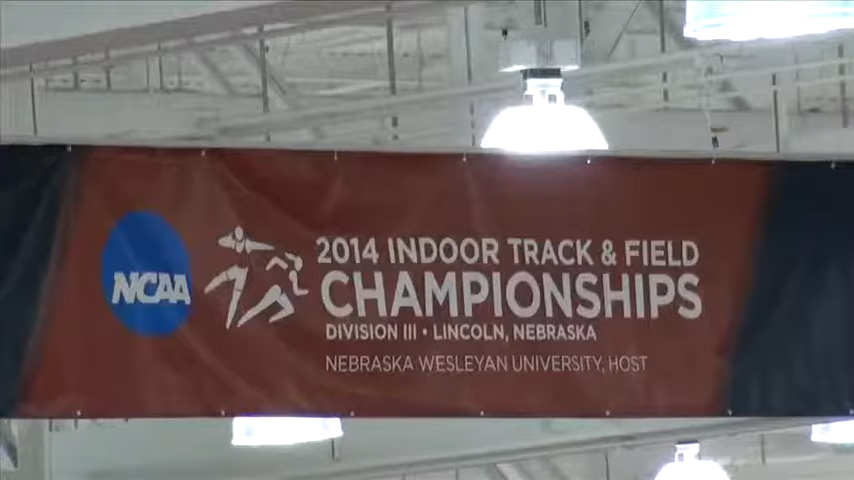 NCAA
2014 INDOOR TRACK & FIELD
CHAMPIONSHIPS
DIVISION III • LINCOLN, NEBRASKA
NEBRASKA WESLEYAN UNIVERSITY, HOST